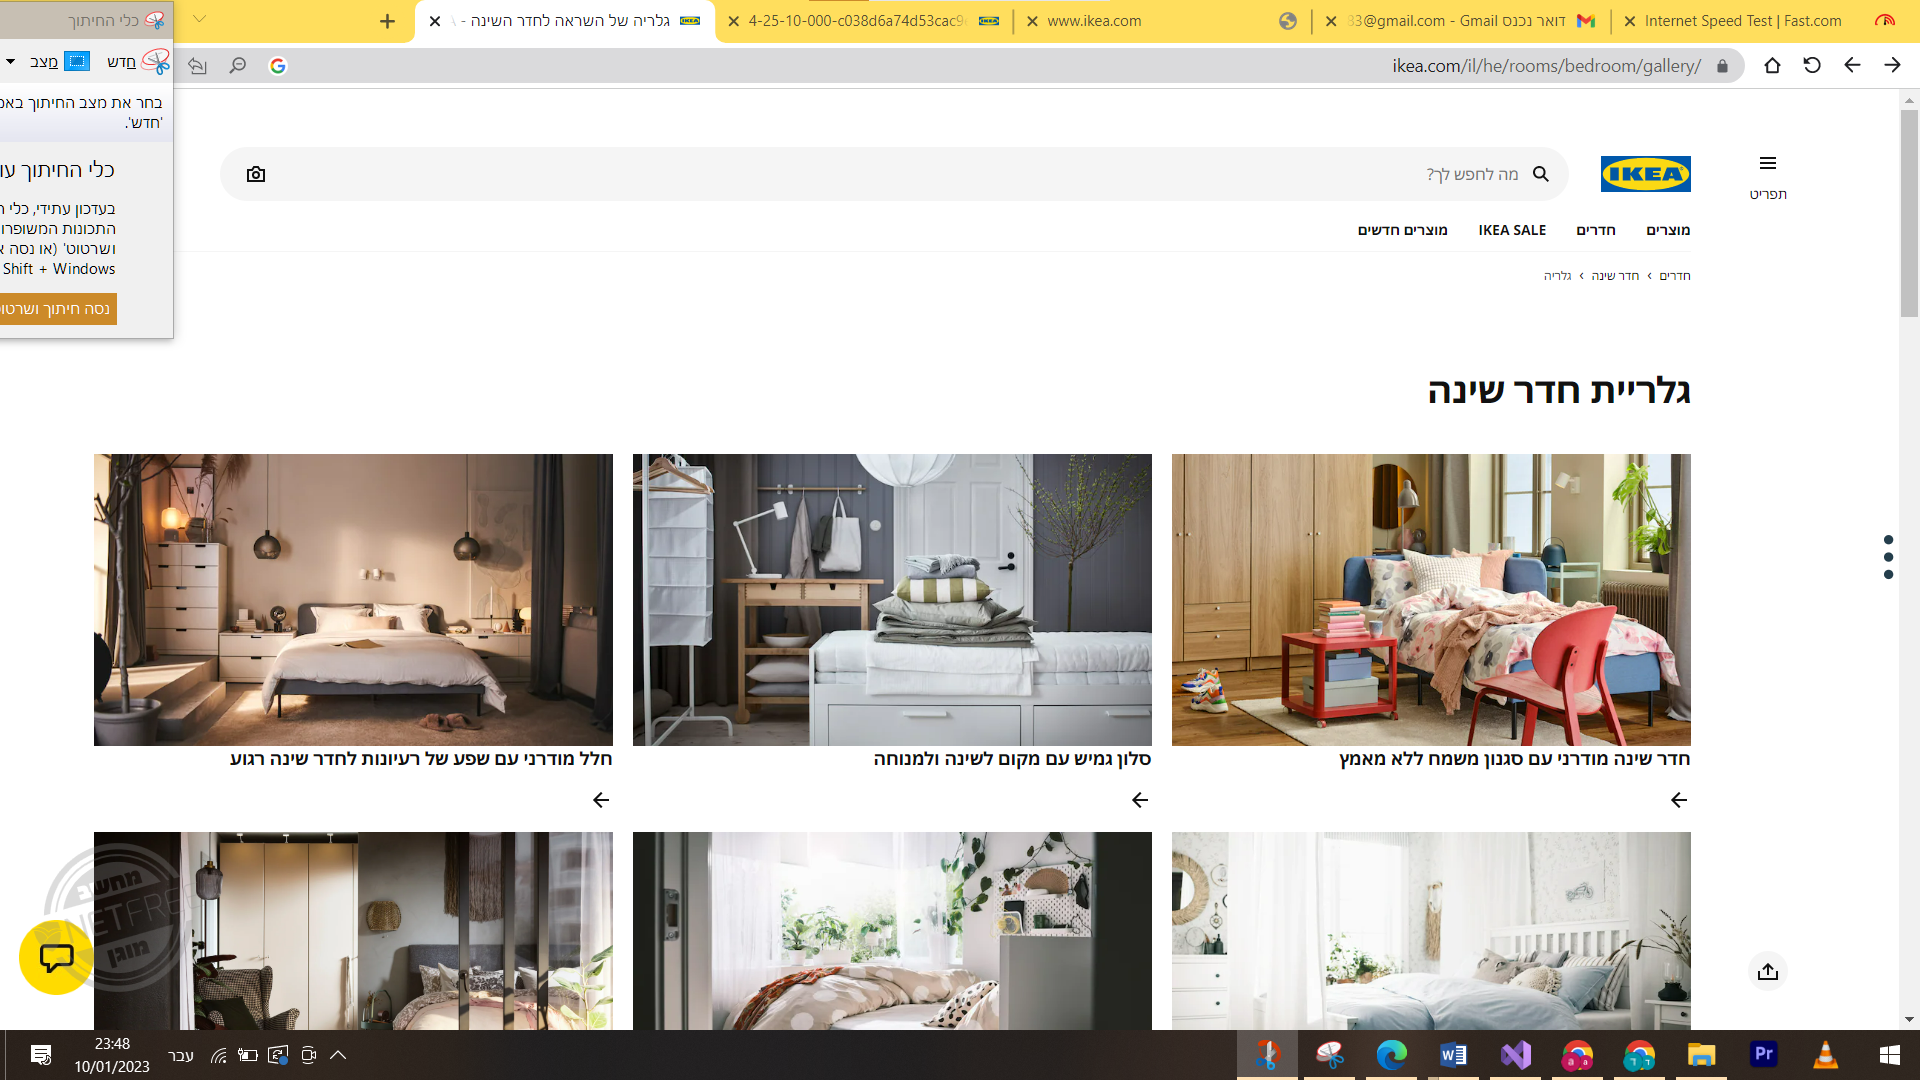 כלי החיתוך
חדש
מצב
בחר את מצב החיתוך
'חדש'.
כלי החיתוך
בעדכון עתידי, כלי
התכונות המשופרו
ושרטוט' (או נסה
Shift + Windows
נסה חיתוך ושרטוט
Internet Speed Test | Fast.com
דואר נכנס - 33@gmail.com - Gmail
www.ikea.com
4-25-10-000-c038d6a74d53cac9
גלריה של השראה לחדר השינה -
ikea.com/il/he/rooms/bedroom/gallery/
תפריט
IKEA
מה לחפש לך?
מוצרים
חדרים
IKEA SALE
מוצרים חדשים
חדרים › חדר שינה › גלריה
גלריית חדר שינה
חדר שינה מודרני עם סגנון משמח ללא מאמץ
סלון גמיש עם מקום לשינה ולמנוחה
חלל מודרני עם שפע של רעיונות לחדר שינה רגוע
מחשב
NETFREE
מוגן
עבר
23:48
10/01/2023
Pr